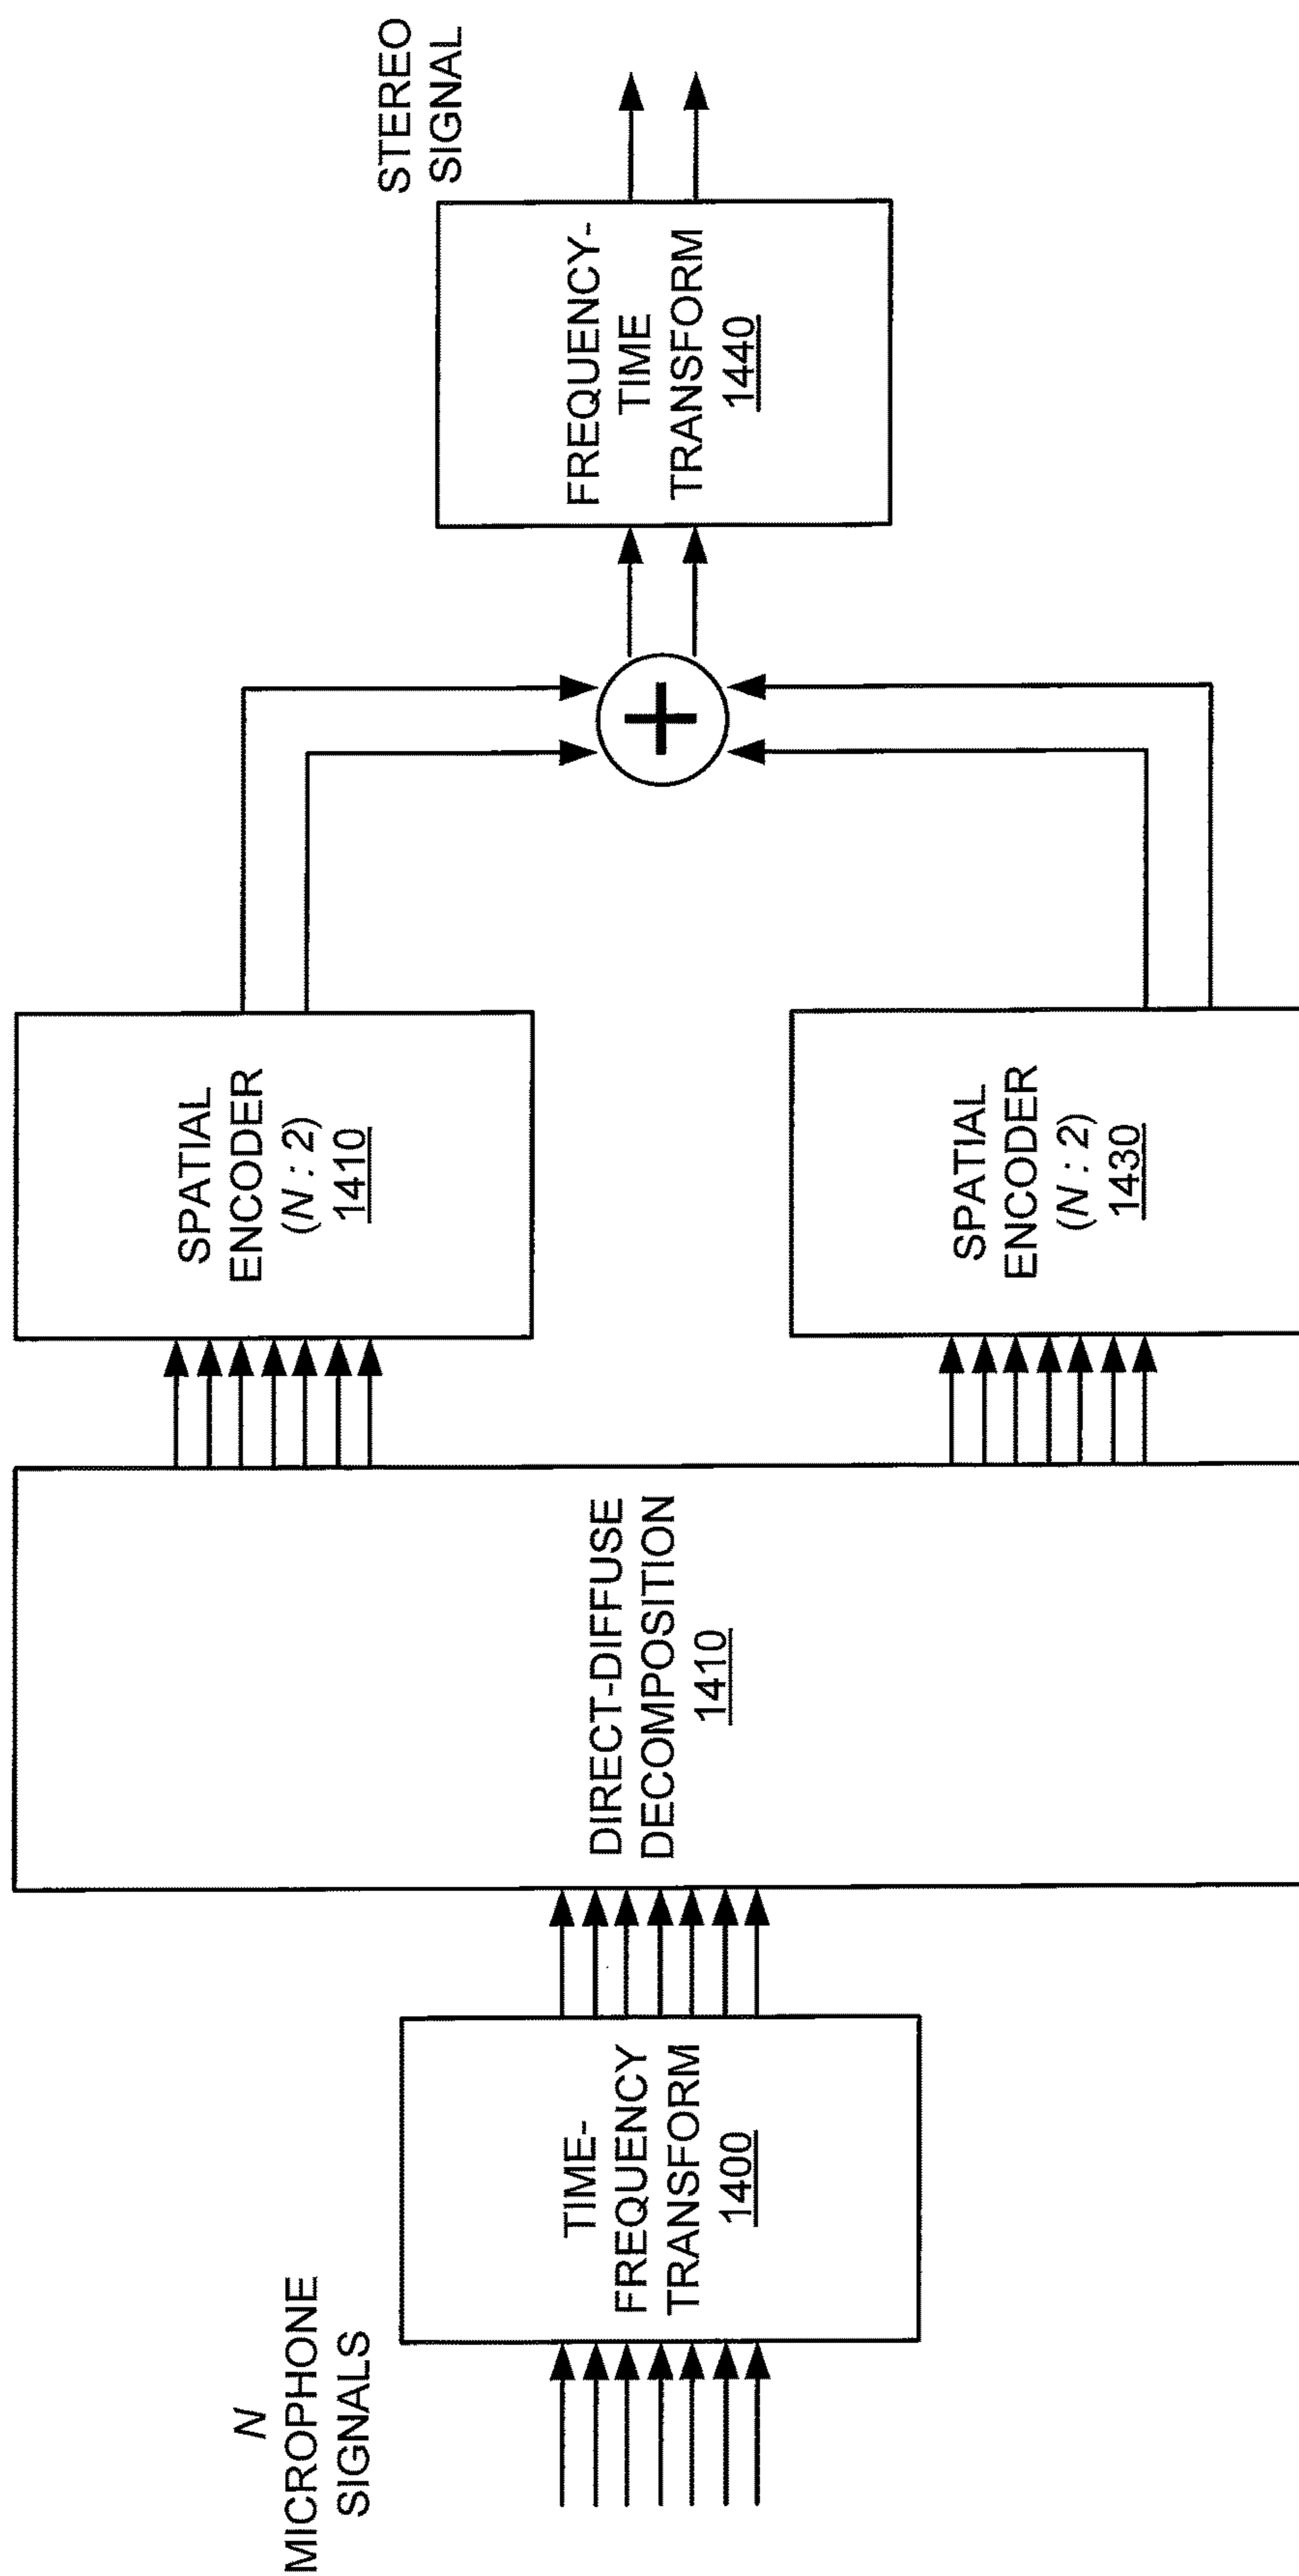 N
MICROPHONE
SIGNALS
TIME-
FREQUENCY
TRANSFORM
1400
DIRECT-DIFFUSE
DECOMPOSITION
1410
SPATIAL
ENCODER
(N : 2)
1410
SPATIAL
ENCODER
(N : 2)
1430
+
FREQUENCY-
TIME
TRANSFORM
1440
STEREO
SIGNAL